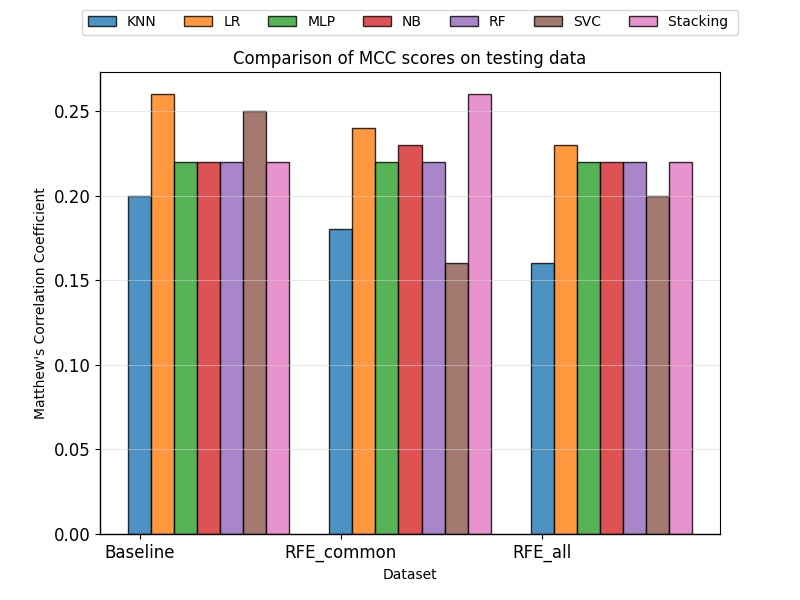 KNN LR MLP NB RF SVC Stacking
Comparison of MCC scores on testing data
0.25
0.20
0.15
0.10
0.05
0.00
Matthew's Correlation Coefficient
Baseline RFE_common RFE_all
Dataset